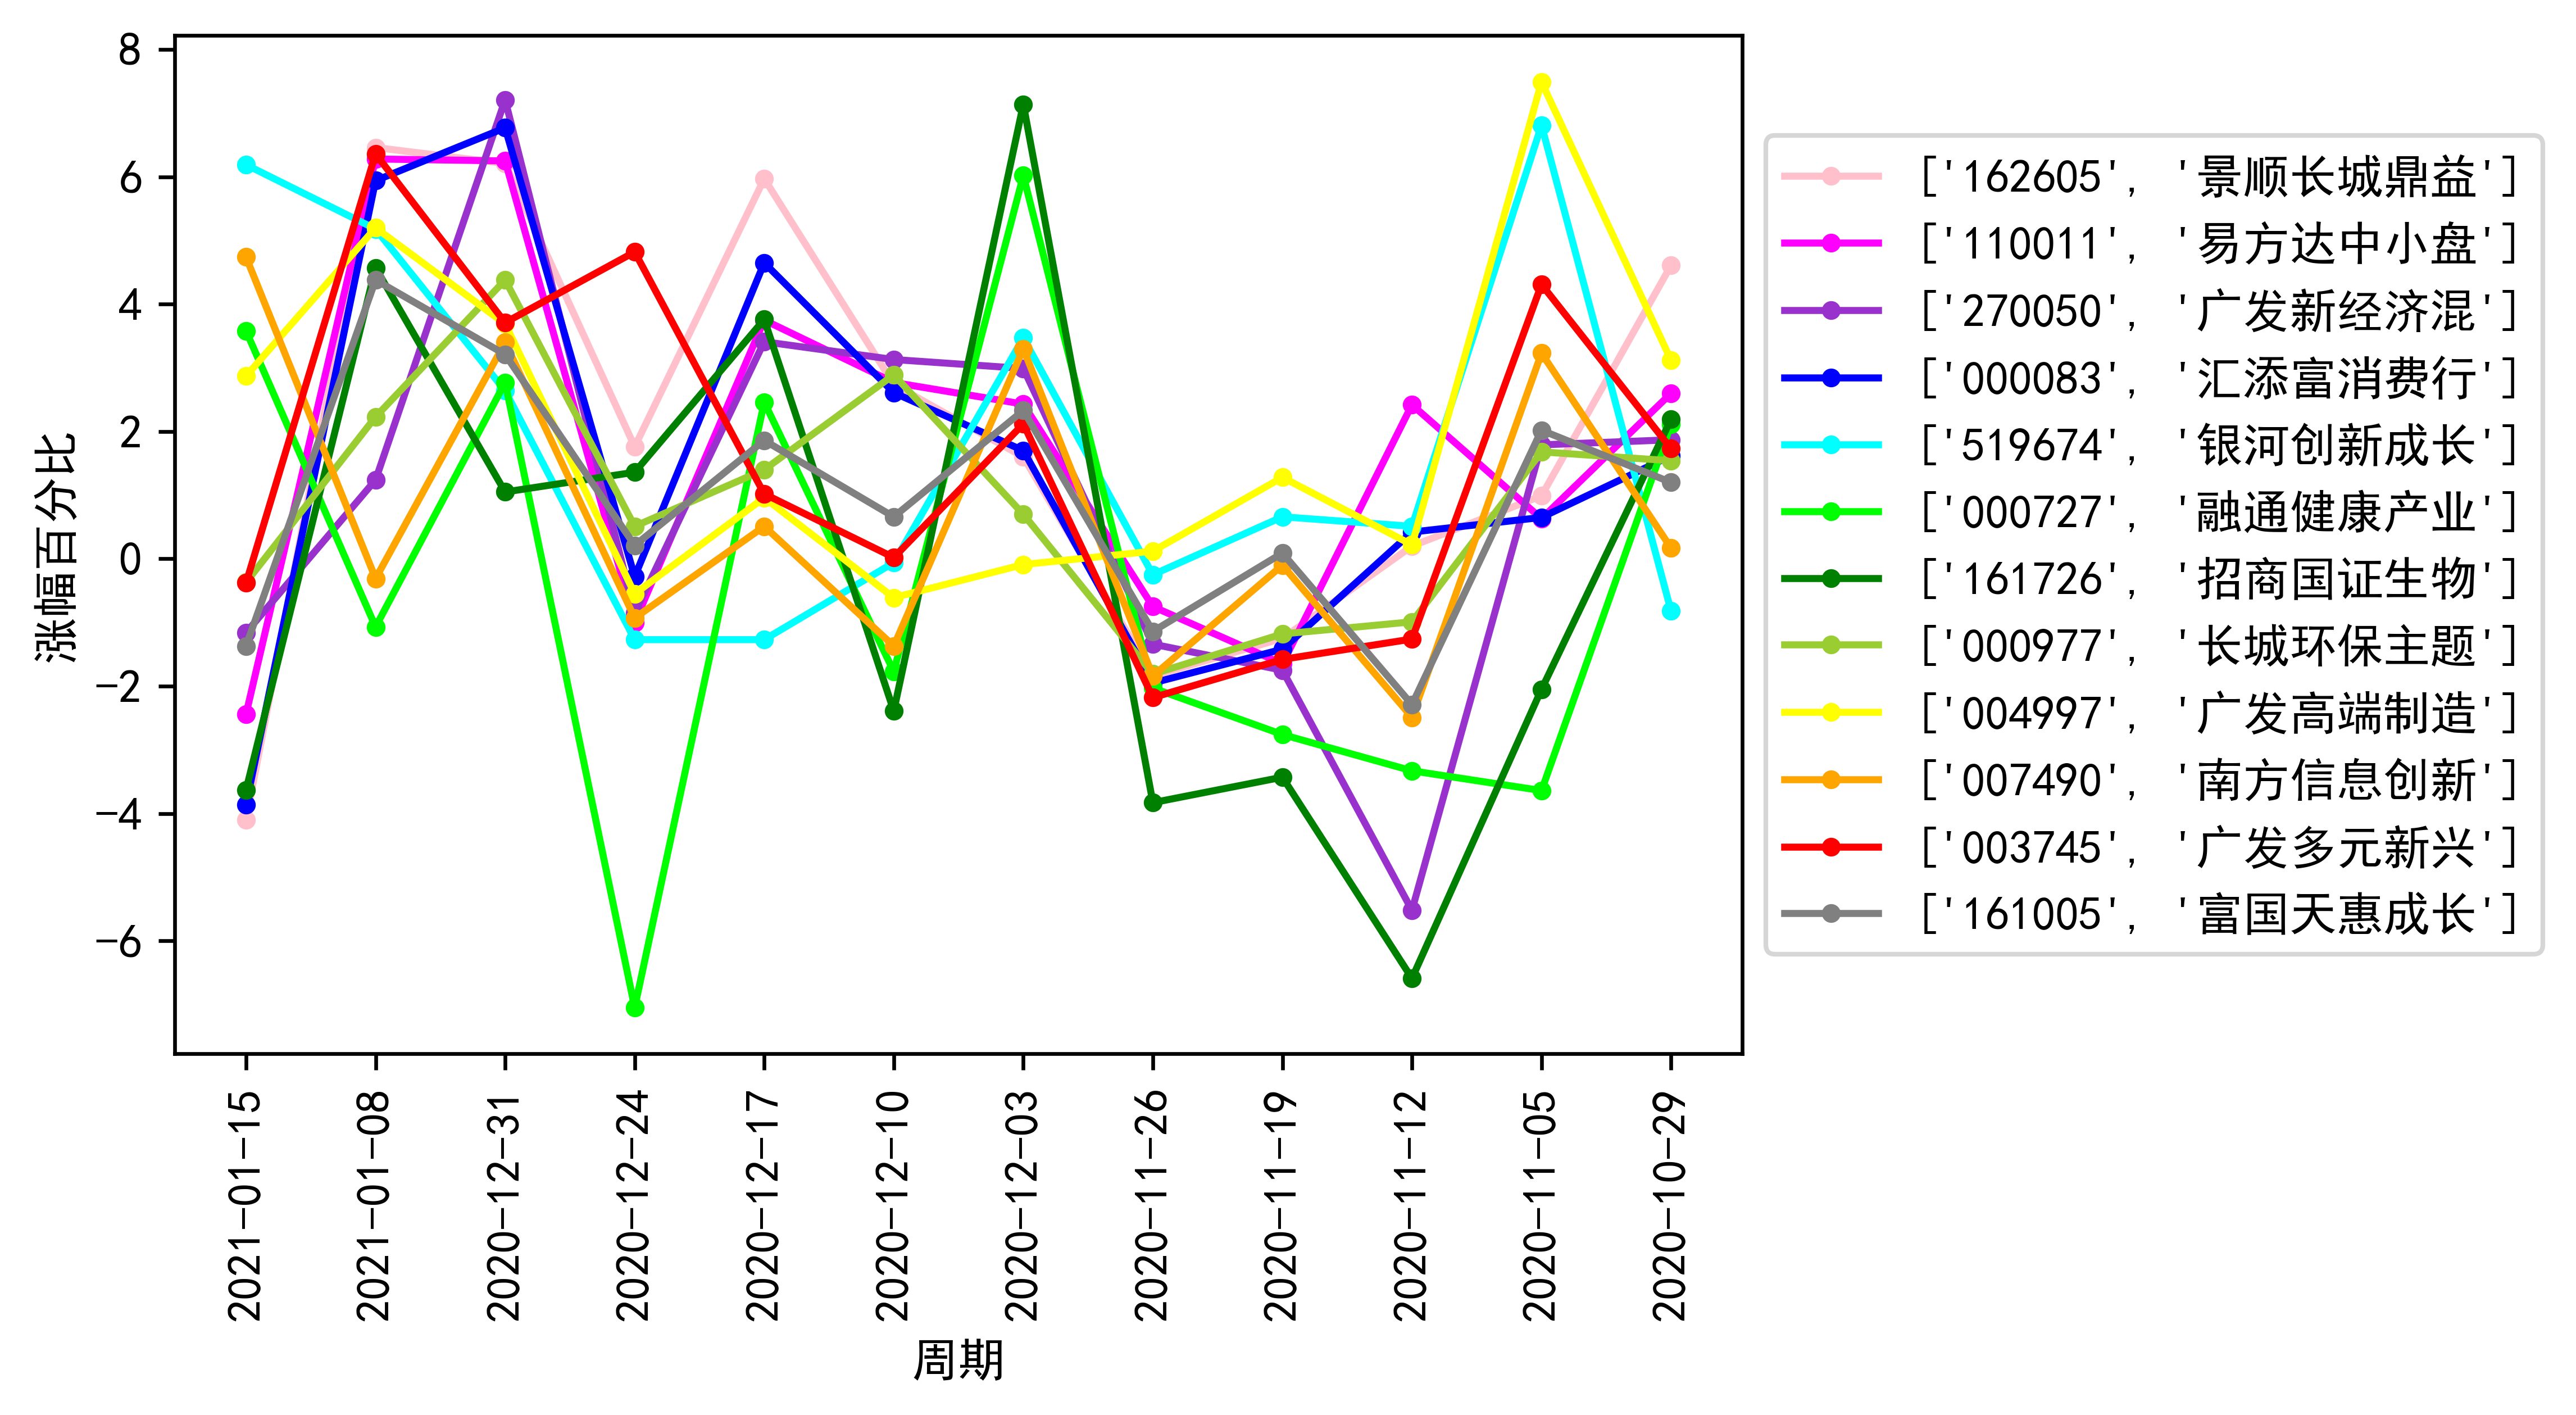 8
6
4
2
0
−2
−4
−6
涨幅百分比
2021-01-15
2021-01-08
2020-12-31
2020-12-24
2020-12-17
2020-12-10
2020-12-03
2020-11-26
2020-11-19
2020-11-12
2020-11-05
2020-10-29
周期
['162605', '景顺长城鼎益']
['110011', '易方达中小盘']
['270050', '广发新经济混']
['000083', '汇添富消费行']
['519674', '银河创新成长']
['000727', '融通健康产业']
['161726', '招商国证生物']
['000977', '长城环保主题']
['004997', '广发高端制造']
['007490', '南方信息创新']
['003745', '广发多元新兴']
['161005', '富国天惠成长']